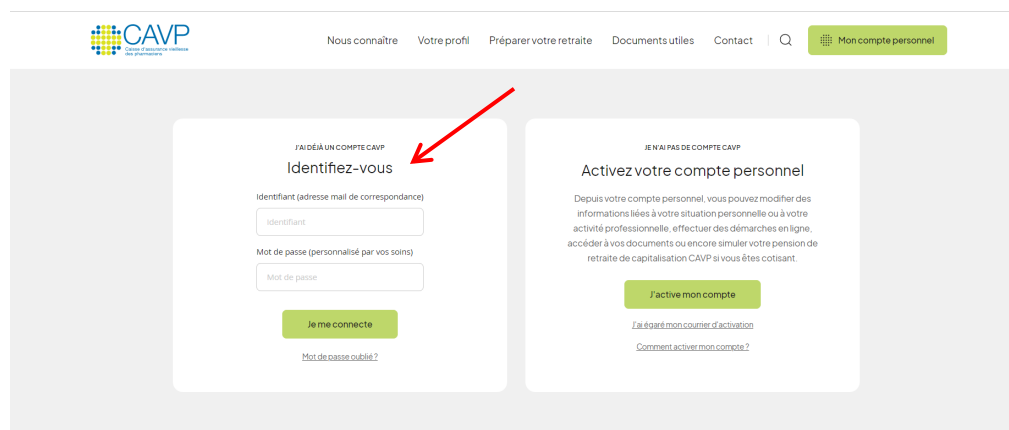 CAVP
Caisse d'assurance vieillesse
des pharmaciens
Nous connaître
Votre profil
Préparer votre retraite
Documents utiles
Contact
Mon compte personnel
J'AI DÉJÀ UN COMPTE CAVP
Identifiez-vous
Identifiant (adresse mail de correspondance)
Identifiant
Mot de passe (personnalisé par vos soins)
Mot de passe
Je me connecte
Mot de passe oublié ?
JE N'AI PAS DE COMPTE CAVP
Activez votre compte personnel
Depuis votre compte personnel, vous pouvez modifier des
informations liées à votre situation personnelle ou à votre
activité professionnelle, effectuer des démarches en ligne,
accéder à vos documents ou encore simuler votre pension de
retraite de capitalisation CAVP si vous êtes cotisant.
J'active mon compte
J'ai égaré mon courrier d'activation
Comment activer mon compte ?